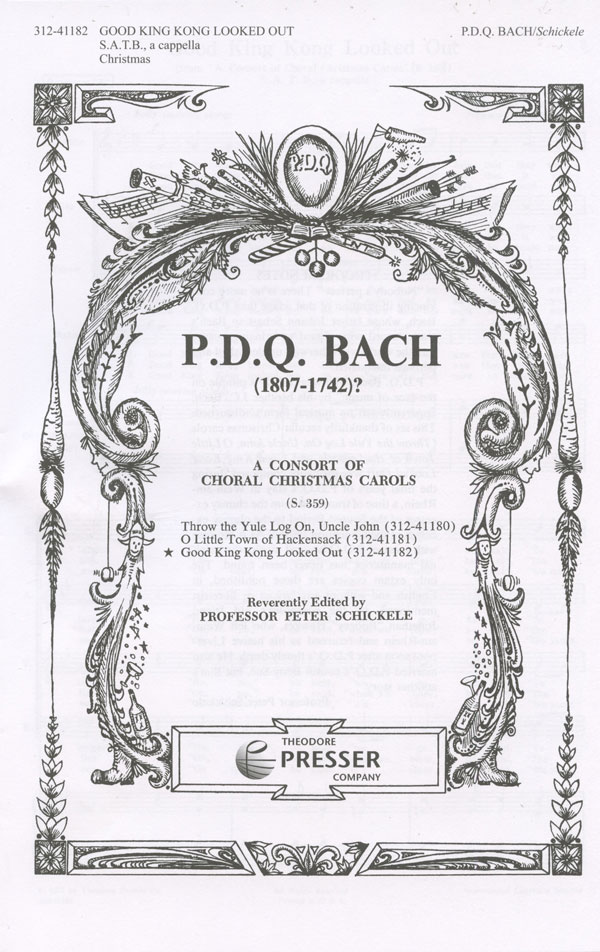 312-41182 GOOD KING KONG LOOKED OUT P.D.Q. BACH/Schickele
S.A.T.B., a cappella
Christmas
P.D.Q.
TNT
P.D.Q. BACH
(1807-1742)?
A CONSORT OF
CHORAL CHRISTMAS CAROLS
(S. 359)
Throw the Yule Log On, Uncle John (312-41180)
O Little Town of Hackensack (312-41181)
★ Good King Kong Looked Out (312-41182)
Reverently Edited by
PROFESSOR PETER SCHICKELE
THEODORE
PRESSER
COMPANY